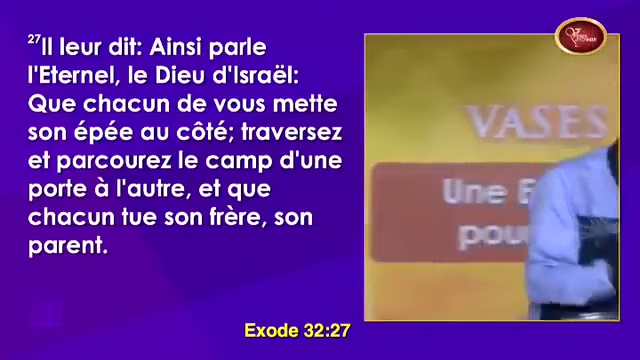 27Il leur dit: Ainsi parle
l'Eternel, le Dieu d'Israël:
Que chacun de vous mette
son épée au côté; traversez
et parcourez le camp d'une
porte à l'autre, et que
chacun tue son frère, son
parent.
VASES
Une
pour
Exode 32:27